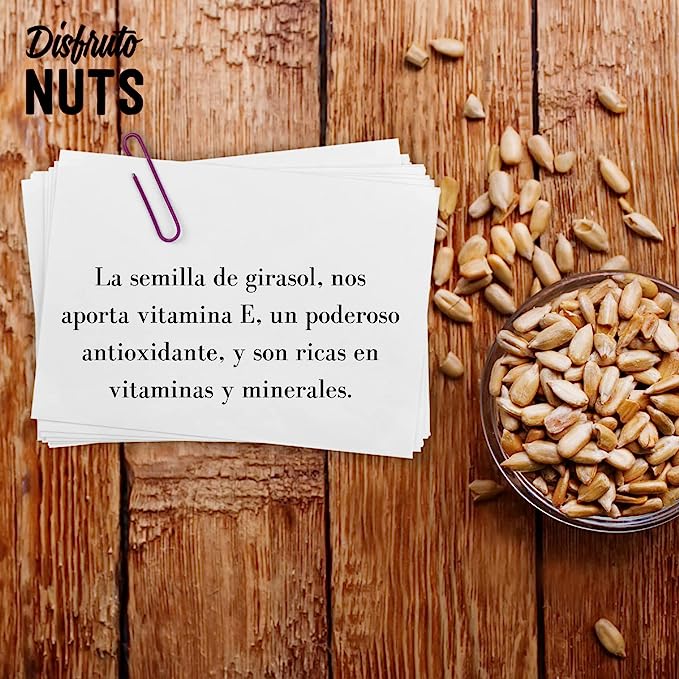 Disfruto
NUTS
La semilla de girasol, nos
aporta vitamina E, un poderoso
antioxidante, y son ricas en
vitaminas y minerales.